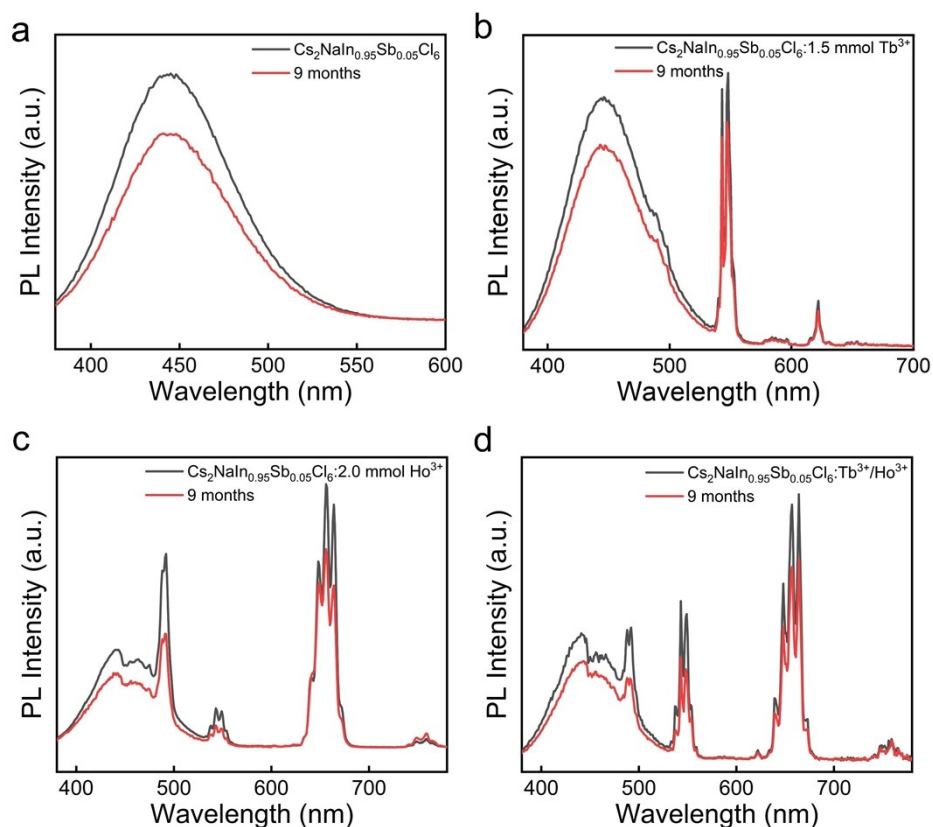 a
Cs₂NaIn₀.₉₅Sb₀.₀₅Cl₆
9 months
PL Intensity (a.u.)
400 450 500 550 600
Wavelength (nm)
b
Cs₂NaIn₀.₉₅Sb₀.₀₅Cl₆:1.5 mmol Tb³⁺
9 months
PL Intensity (a.u.)
400 500 600 700
Wavelength (nm)
c
Cs₂NaIn₀.₉₅Sb₀.₀₅Cl₆:2.0 mmol Ho³⁺
9 months
PL Intensity (a.u.)
400 500 600 700
Wavelength (nm)
d
Cs₂NaIn₀.₉₅Sb₀.₀₅Cl₆:Tb³⁺/Ho³⁺
9 months
PL Intensity (a.u.)
400 500 600 700
Wavelength (nm)